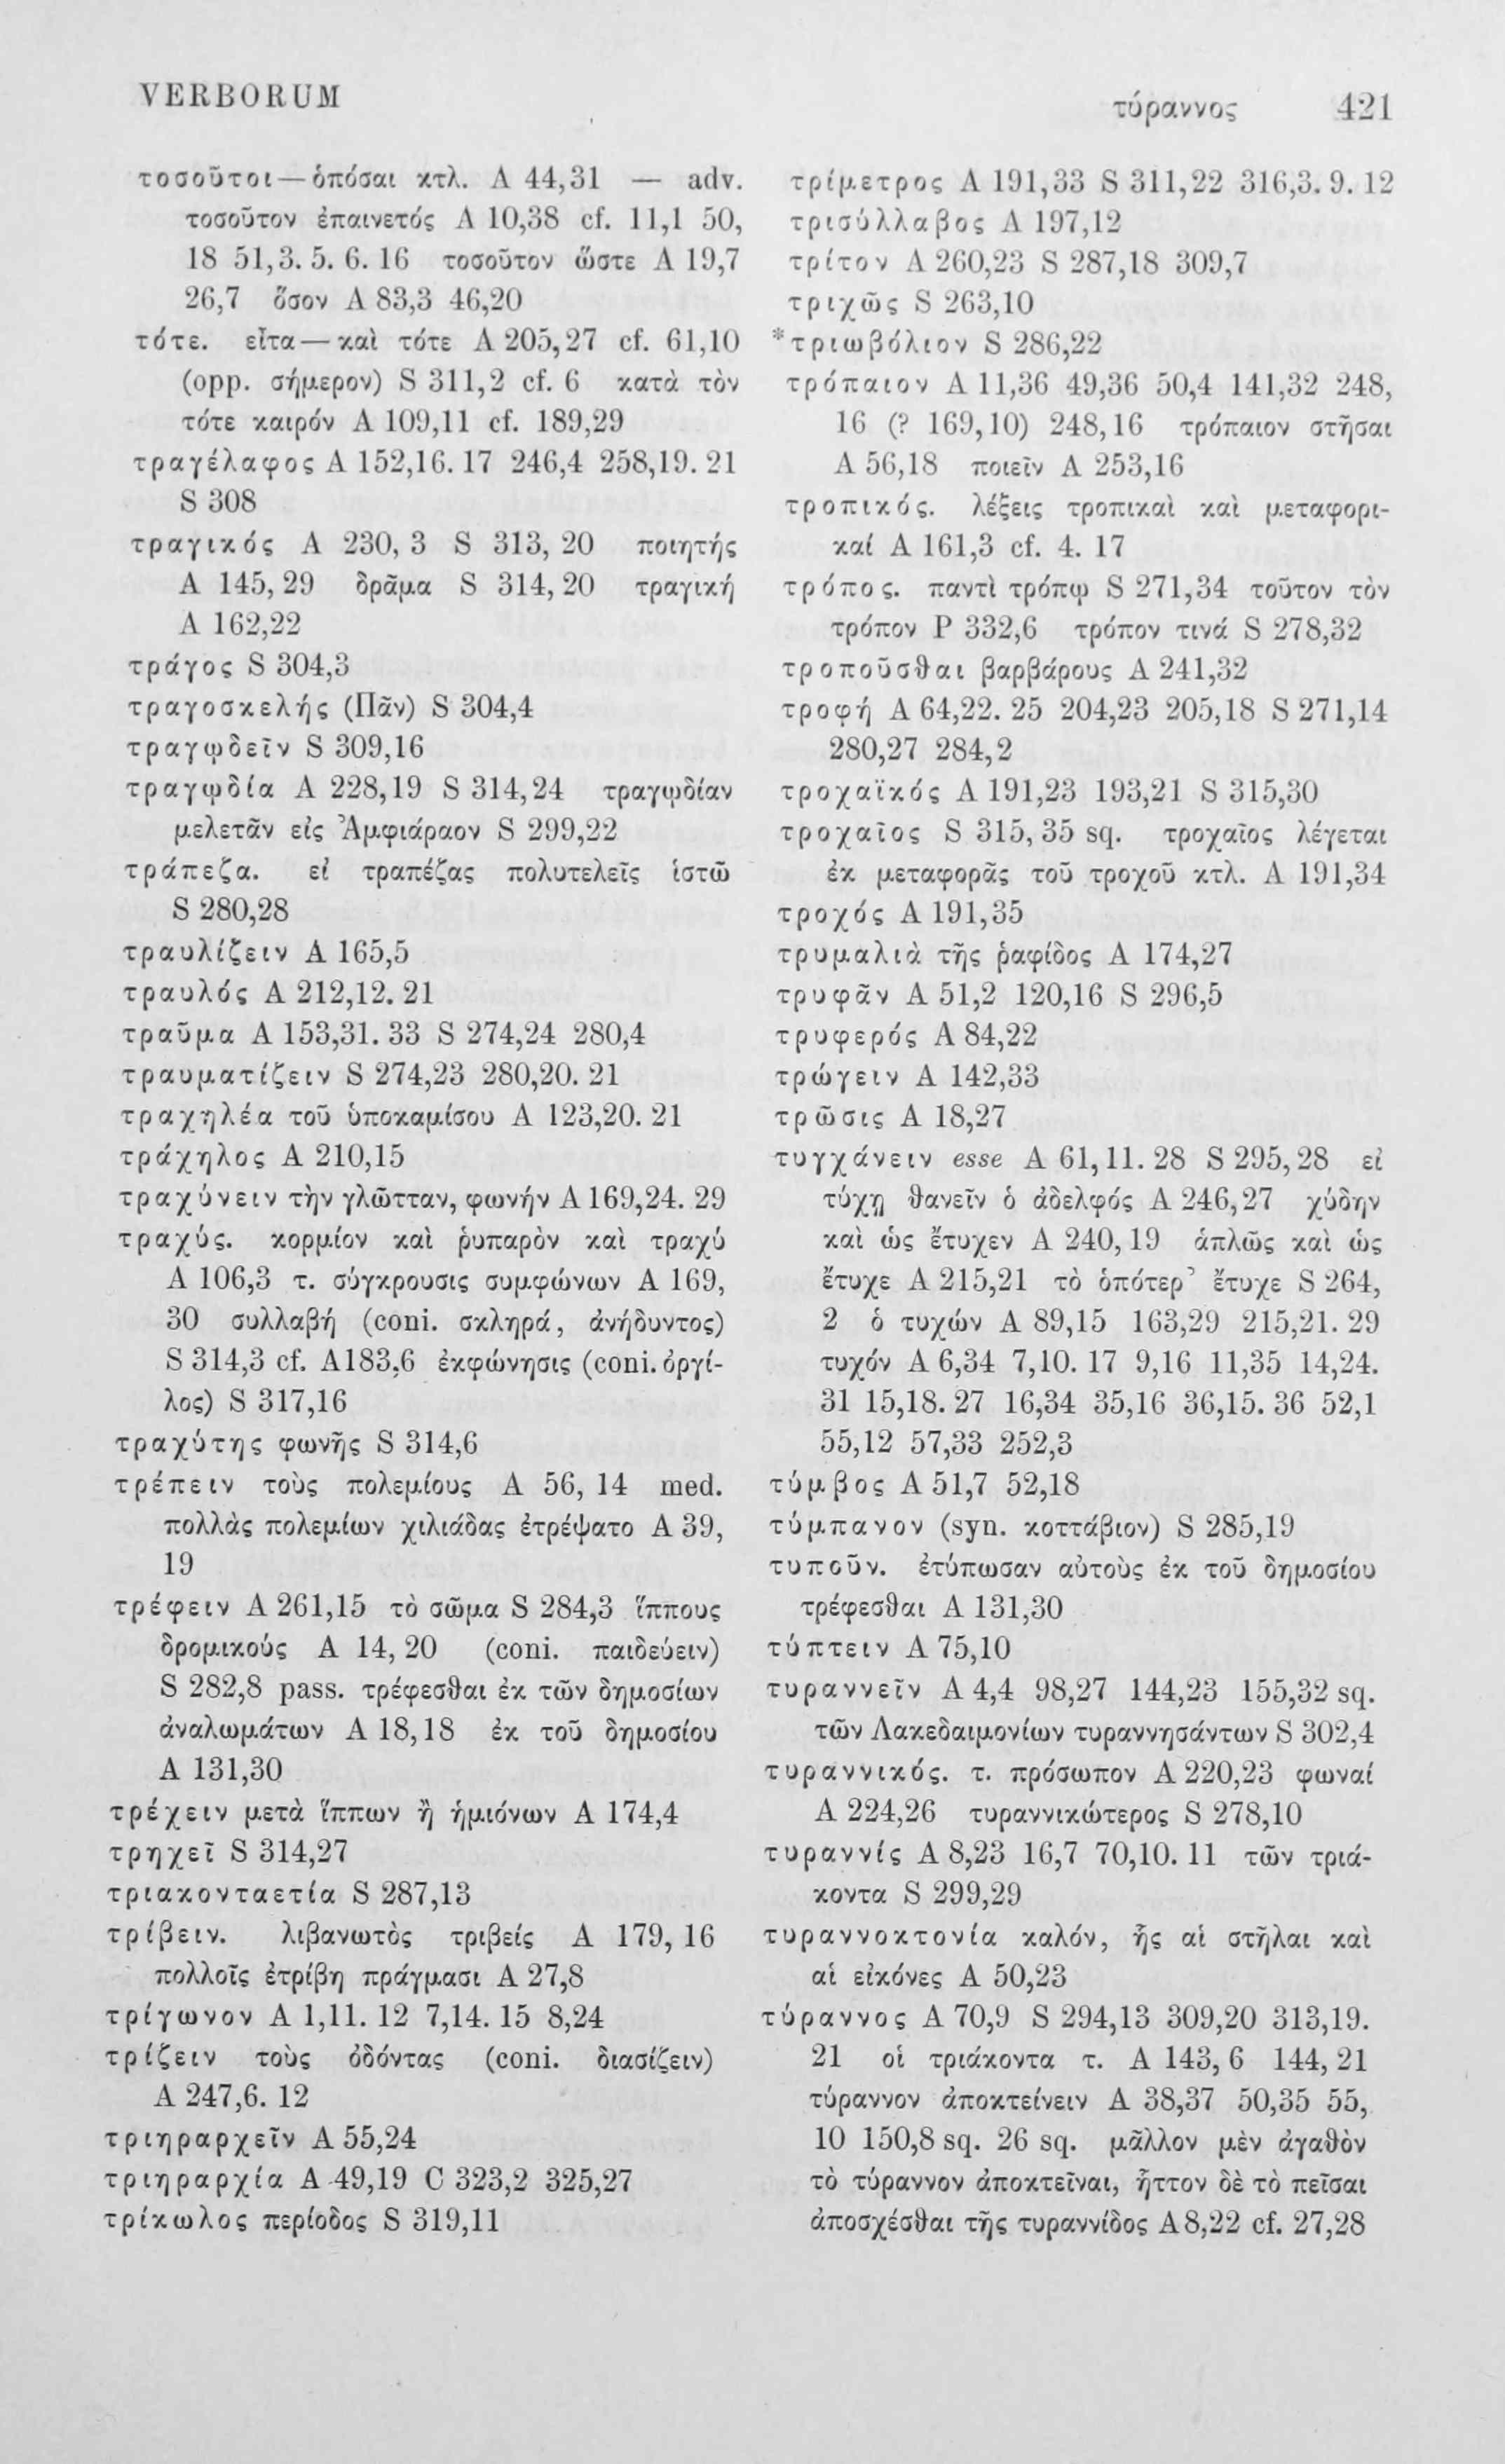 VERBORUM
τύραννος 421
τοσοῦτοι — ὁπόσαι κτλ. A 44,31 — adv.
τοσοῦτον ἐπαινετός A 10,38 cf. 11,1 50,
18 51,3. 5. 6. 16 τοσοῦτον ὥστε A 19,7
26,7 ὅσον A 83,3 46,20
τότε. εἶτα — καὶ τότε A 205,27 cf. 61,10
(opp. σήμερον) S 311,2 cf. 6 κατὰ τὸν
τότε καιρόν A 109,11 cf. 189,29
τραγέλαφος A 152,16. 17 246,4 258,19. 21
S 308
τραγικός A 230, 3 S 313, 20 ποιητής
A 145, 29 δρᾶμα S 314, 20 τραγική
A 162,22
τράγος S 304,3
τραγοσκελής (Πᾶν) S 304,4
τραγῳδεῖν S 309,16
τραγῳδία A 228,19 S 314,24 τραγῳδίαν
μελετᾶν εἰς Ἀμφιάραον S 299,22
τράπεζα. εἰ τραπέζας πολυτελεῖς ἱστῶ
S 280,28
τραυλίζειν A 165,5
τραυλός A 212,12. 21
τραῦμα A 153,31. 33 S 274,24 280,4
τραυματίζειν S 274,23 280,20. 21
τραχηλέα τοῦ ὑποκαμίσου A 123,20. 21
τράχηλος A 210,15
τραχύνειν τὴν γλῶτταν, φωνήν A 169,24. 29
τραχύς. κορμίον καὶ ῥυπαρὸν καὶ τραχύ
A 106,3 τ. σύγκρουσις συμφώνων A 169,
30 συλλαβή (coni. σκληρά, ἀνήδυντος)
S 314,3 cf. A183,6 ἐκφώνησις (coni. ὀργί-
λος) S 317,16
τραχύτης φωνῆς S 314,6
τρέπειν τοὺς πολεμίους A 56, 14 med.
πολλὰς πολεμίων χιλιάδας ἐτρέψατο A 39,
19
τρέφειν A 261,15 τὸ σῶμα S 284,3 ἵππους
δρομικούς A 14, 20 (coni. παιδεύειν)
S 282,8 pass. τρέφεσθαι ἐκ τῶν δημοσίων
ἀναλωμάτων A 18,18 ἐκ τοῦ δημοσίου
A 131,30
τρέχειν μετὰ ἵππων ἢ ἡμιόνων A 174,4
τρηχεῖ S 314,27
τριακονταετία S 287,13
τρίβειν. λιβανωτὸς τριβείς A 179, 16
πολλοῖς ἐτρίβη πράγμασι A 27,8
τρίγωνον A 1,11. 12 7,14. 15 8,24
τρίζειν τοὺς ὀδόντας (coni. διασίζειν)
A 247,6. 12
τριηραρχεῖν A 55,24
τριηραρχία A 49,19 C 323,2 325,27
τρίκωλος περίοδος S 319,11
τρίμετρος A 191,33 S 311,22 316,3. 9. 12
τρισύλλαβος A 197,12
τρίτον A 260,23 S 287,18 309,7
τριχῶς S 263,10
*τριωβόλιον S 286,22
τρόπαιον A 11,36 49,36 50,4 141,32 248,
16 (? 169,10) 248,16 τρόπαιον στῆσαι
A 56,18 ποιεῖν A 253,16
τροπικός. λέξεις τροπικαὶ καὶ μεταφορι-
καί A 161,3 cf. 4. 17
τρόπος. παντὶ τρόπῳ S 271,34 τοῦτον τὸν
τρόπον P 332,6 τρόπον τινά S 278,32
τροποῦσθαι βαρβάρους A 241,32
τροφή A 64,22. 25 204,23 205,18 S 271,14
280,27 284,2
τροχαϊκός A 191,23 193,21 S 315,30
τροχαῖος S 315, 35 sq. τροχαῖος λέγεται
ἐκ μεταφορᾶς τοῦ τροχοῦ κτλ. A 191,34
τροχός A 191,35
τρυμαλιὰ τῆς ῥαφίδος A 174,27
τρυφᾶν A 51,2 120,16 S 296,5
τρυφερός A 84,22
τρώγειν A 142,33
τρῶσις A 18,27
τυγχάνειν esse A 61,11. 28 S 295,28 εἰ
τύχῃ θανεῖν ὁ ἀδελφός A 246,27 χύδην
καὶ ὡς ἔτυχεν A 240,19 ἁπλῶς καὶ ὡς
ἔτυχε A 215,21 τὸ ὁπότερ’ ἔτυχε S 264,
2 ὁ τυχών A 89,15 163,29 215,21. 29
τυχόν A 6,34 7,10. 17 9,16 11,35 14,24.
31 15,18. 27 16,34 35,16 36,15. 36 52,1
55,12 57,33 252,3
τύμβος A 51,7 52,18
τύμπανον (syn. κοττάβιον) S 285,19
τυποῦν. ἐτύπωσαν αὐτοὺς ἐκ τοῦ δημοσίου
τρέφεσθαι A 131,30
τύπτειν A 75,10
τυραννεῖν A 4,4 98,27 144,23 155,32 sq.
τῶν Λακεδαιμονίων τυραννησάντων S 302,4
τυραννικός. τ. πρόσωπον A 220,23 φωναί
A 224,26 τυραννικώτερος S 278,10
τυραννίς A 8,23 16,7 70,10. 11 τῶν τριά-
κοντα S 299,29
τυραννοκτονία καλόν, ἧς αἱ στῆλαι καὶ
αἱ εἰκόνες A 50,23
τύραννος A 70,9 S 294,13 309,20 313,19.
21 οἱ τριάκοντα τ. A 143, 6 144, 21
τύραννον ἀποκτείνειν A 38,37 50,35 55,
10 150,8 sq. 26 sq. μᾶλλον μὲν ἀγαθὸν
τὸ τύραννον ἀποκτεῖναι, ἧττον δὲ τὸ πεῖσαι
ἀποσχέσθαι τῆς τυραννίδος A 8,22 cf. 27,28